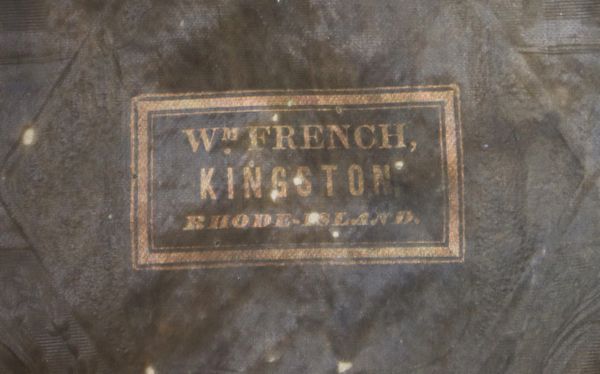 Wᴹ FRENCH,
KINGSTON
RHODE-ISLAND.